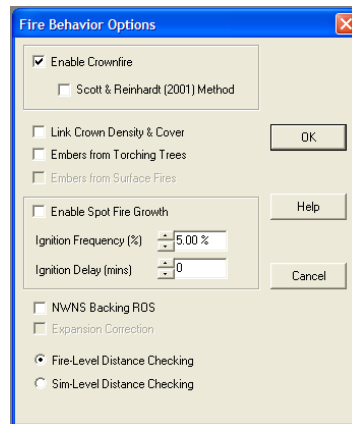 Fire Behavior Options
Enable Crownfire
Scott & Reinhardt (2001) Method
Link Crown Density & Cover
OK
Embers from Torching Trees
Embers from Surface Fires
Enable Spot Fire Growth
Help
Ignition Frequency (%) 5.00 %
Ignition Delay (mins) 0
Cancel
NWNS Backing ROS
Expansion Correction
Fire-Level Distance Checking
Sim-Level Distance Checking